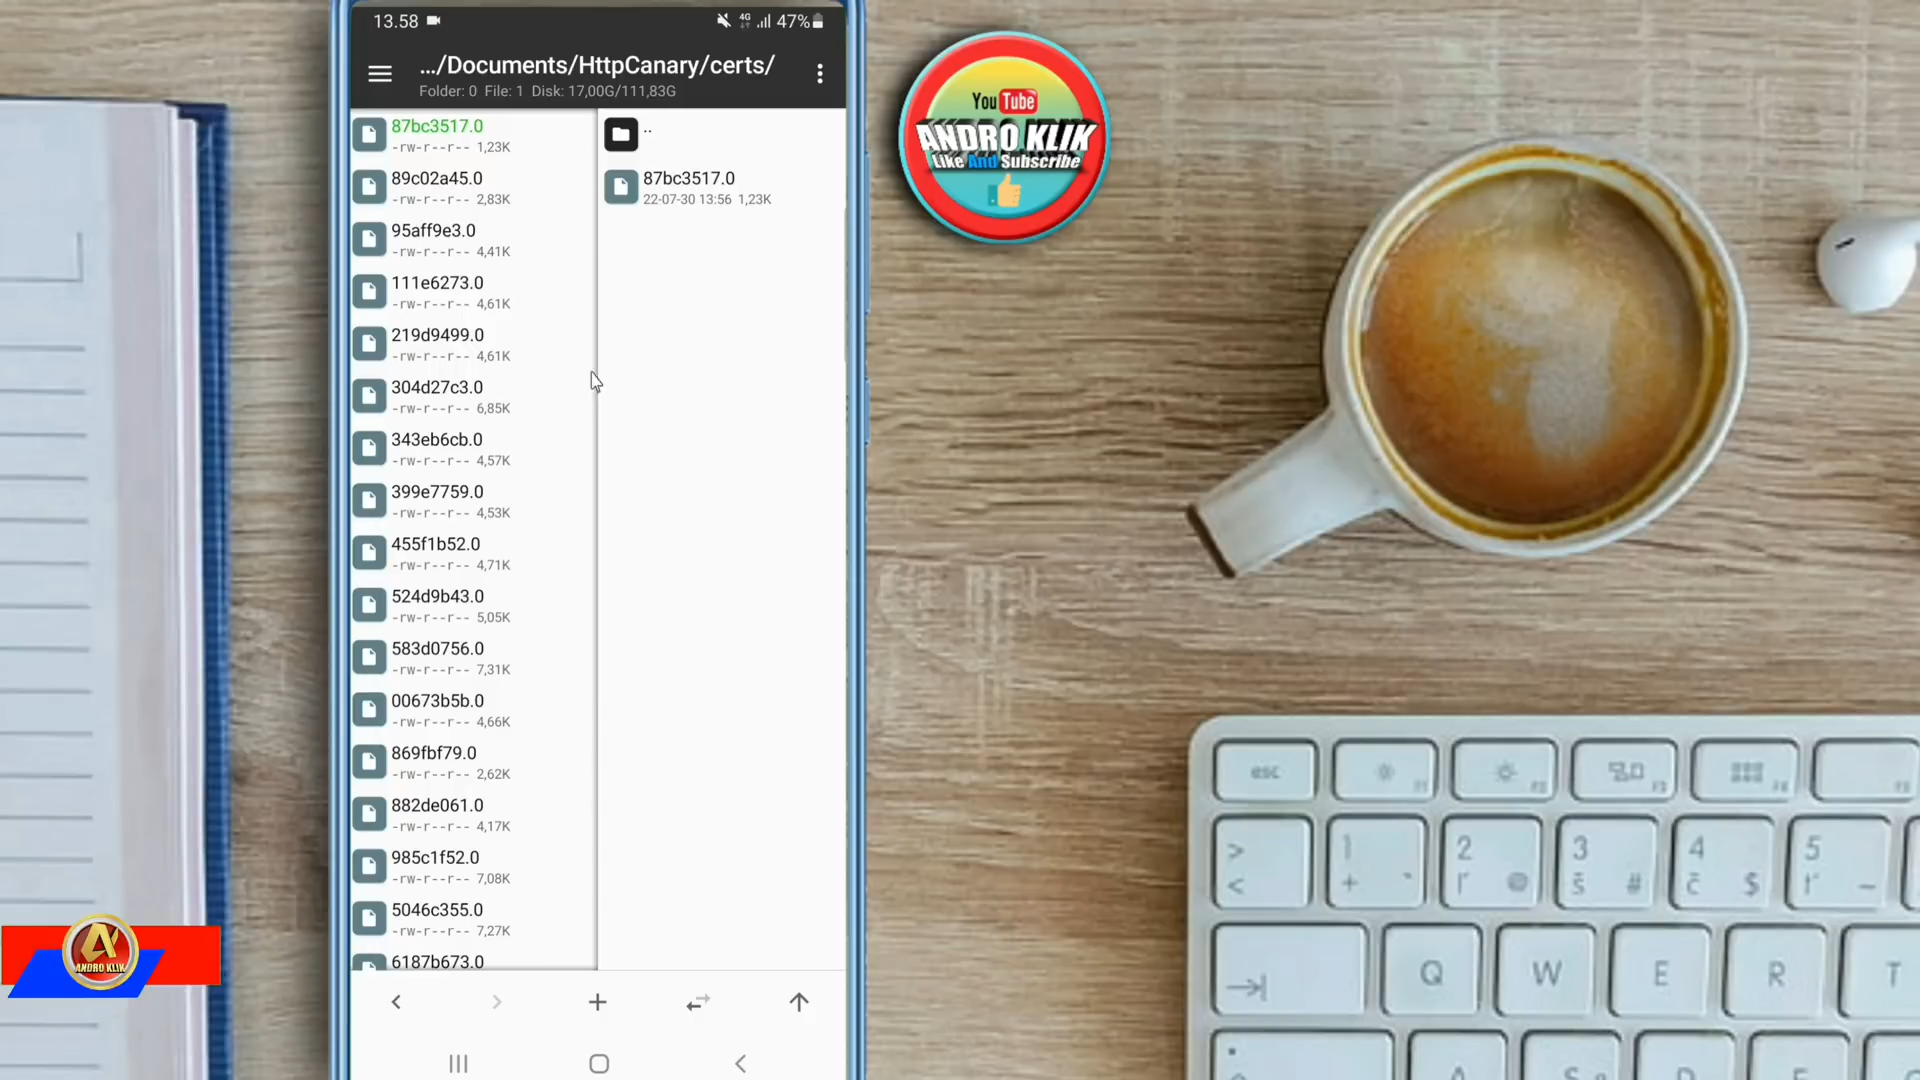 13.58
4G
47%
.../Documents/HttpCanary/certs/
Folder: 0 File: 1 Disk: 17,00G/111,83G
87bc3517.0
-rw-r--r-- 1,23K
89c02a45.0
-rw-r--r-- 2,83K
95aff9e3.0
-rw-r--r-- 4,41K
111e6273.0
-rw-r--r-- 4,61K
219d9499.0
-rw-r--r-- 4,61K
304d27c3.0
-rw-r--r-- 6,85K
343eb6cb.0
-rw-r--r-- 4,57K
399e7759.0
-rw-r--r-- 4,53K
455f1b52.0
-rw-r--r-- 4,71K
524d9b43.0
-rw-r--r-- 5,05K
583d0756.0
-rw-r--r-- 7,31K
00673b5b.0
-rw-r--r-- 4,66K
869fbf79.0
-rw-r--r-- 2,62K
882de061.0
-rw-r--r-- 4,17K
985c1f52.0
-rw-r--r-- 7,08K
5046c355.0
-rw-r--r-- 7,27K
6187b673.0
..
87bc3517.0
22-07-30 13:56 1,23K
YouTube
ANDRO KLIK
Like And Subscribe
A
ANDRO KLIK
esc
> 1 2 3 4 5
< + ľ @ š # č $ ť –
Q W E R T